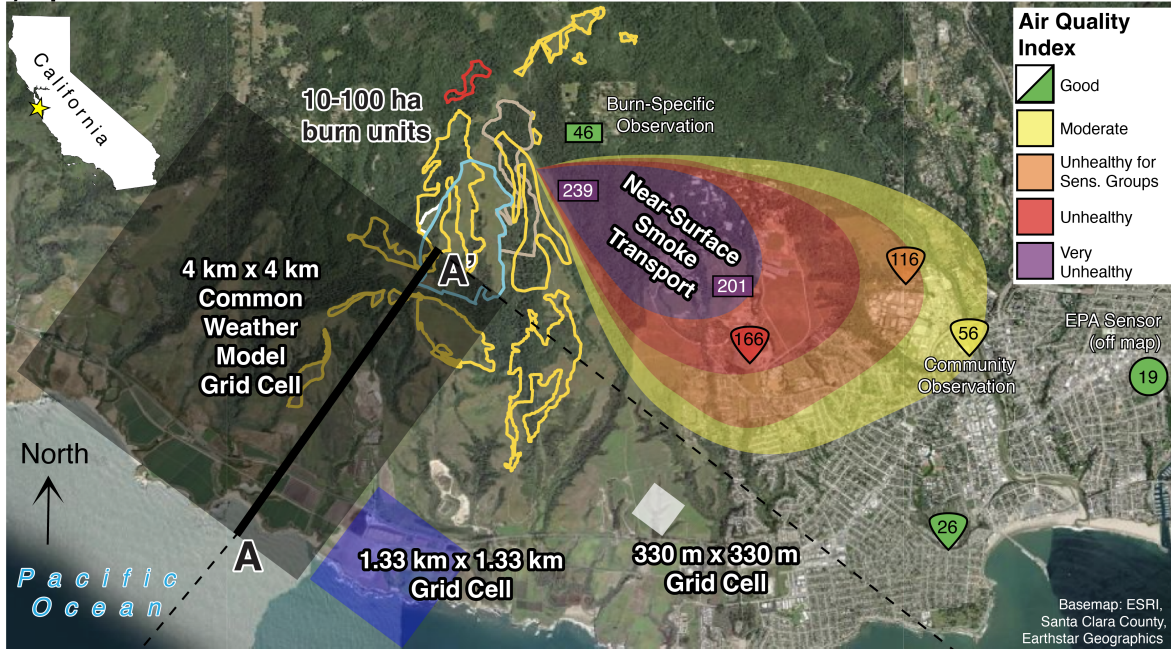 California
10-100 ha
burn units
46
Burn-Specific
Observation
239
Near-Surface
Smoke
Transport
201
4 km x 4 km
Common
Weather
Model
Grid Cell
A'
A
116
166
56
Community
Observation
EPA Sensor
(off map)
19
26
North
Pacific
Ocean
1.33 km x 1.33 km
Grid Cell
330 m x 330 m
Grid Cell
Air Quality
Index
Good
Moderate
Unhealthy for
Sens. Groups
Unhealthy
Very
Unhealthy
Basemap: ESRI,
Santa Clara County,
Earthstar Geographics